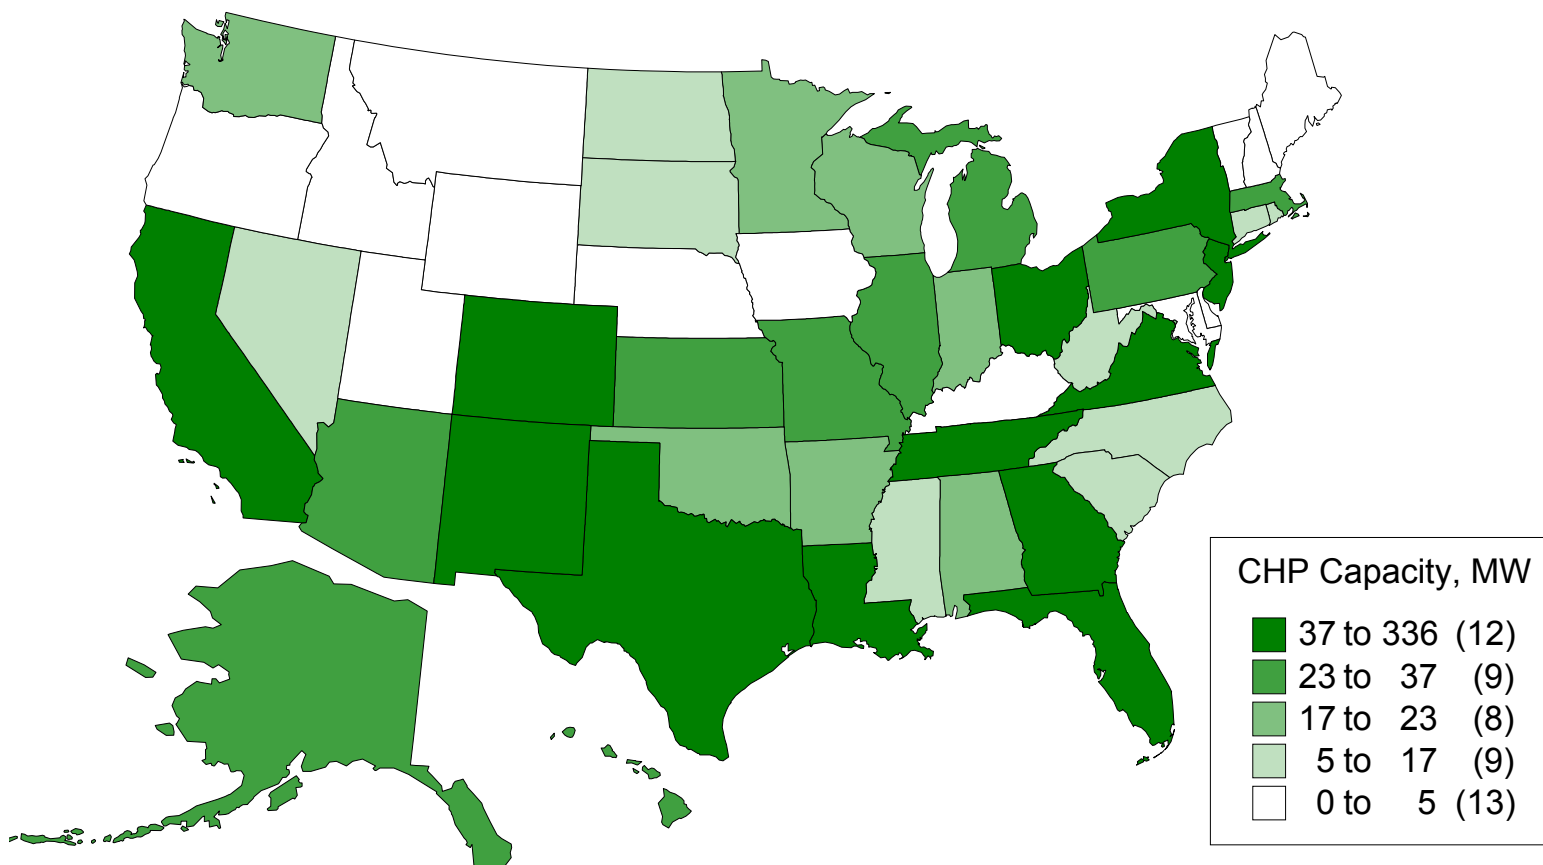 CHP Capacity, MW
37 to 336 (12)
23 to 37 (9)
17 to 23 (8)
5 to 17 (9)
0 to 5 (13)